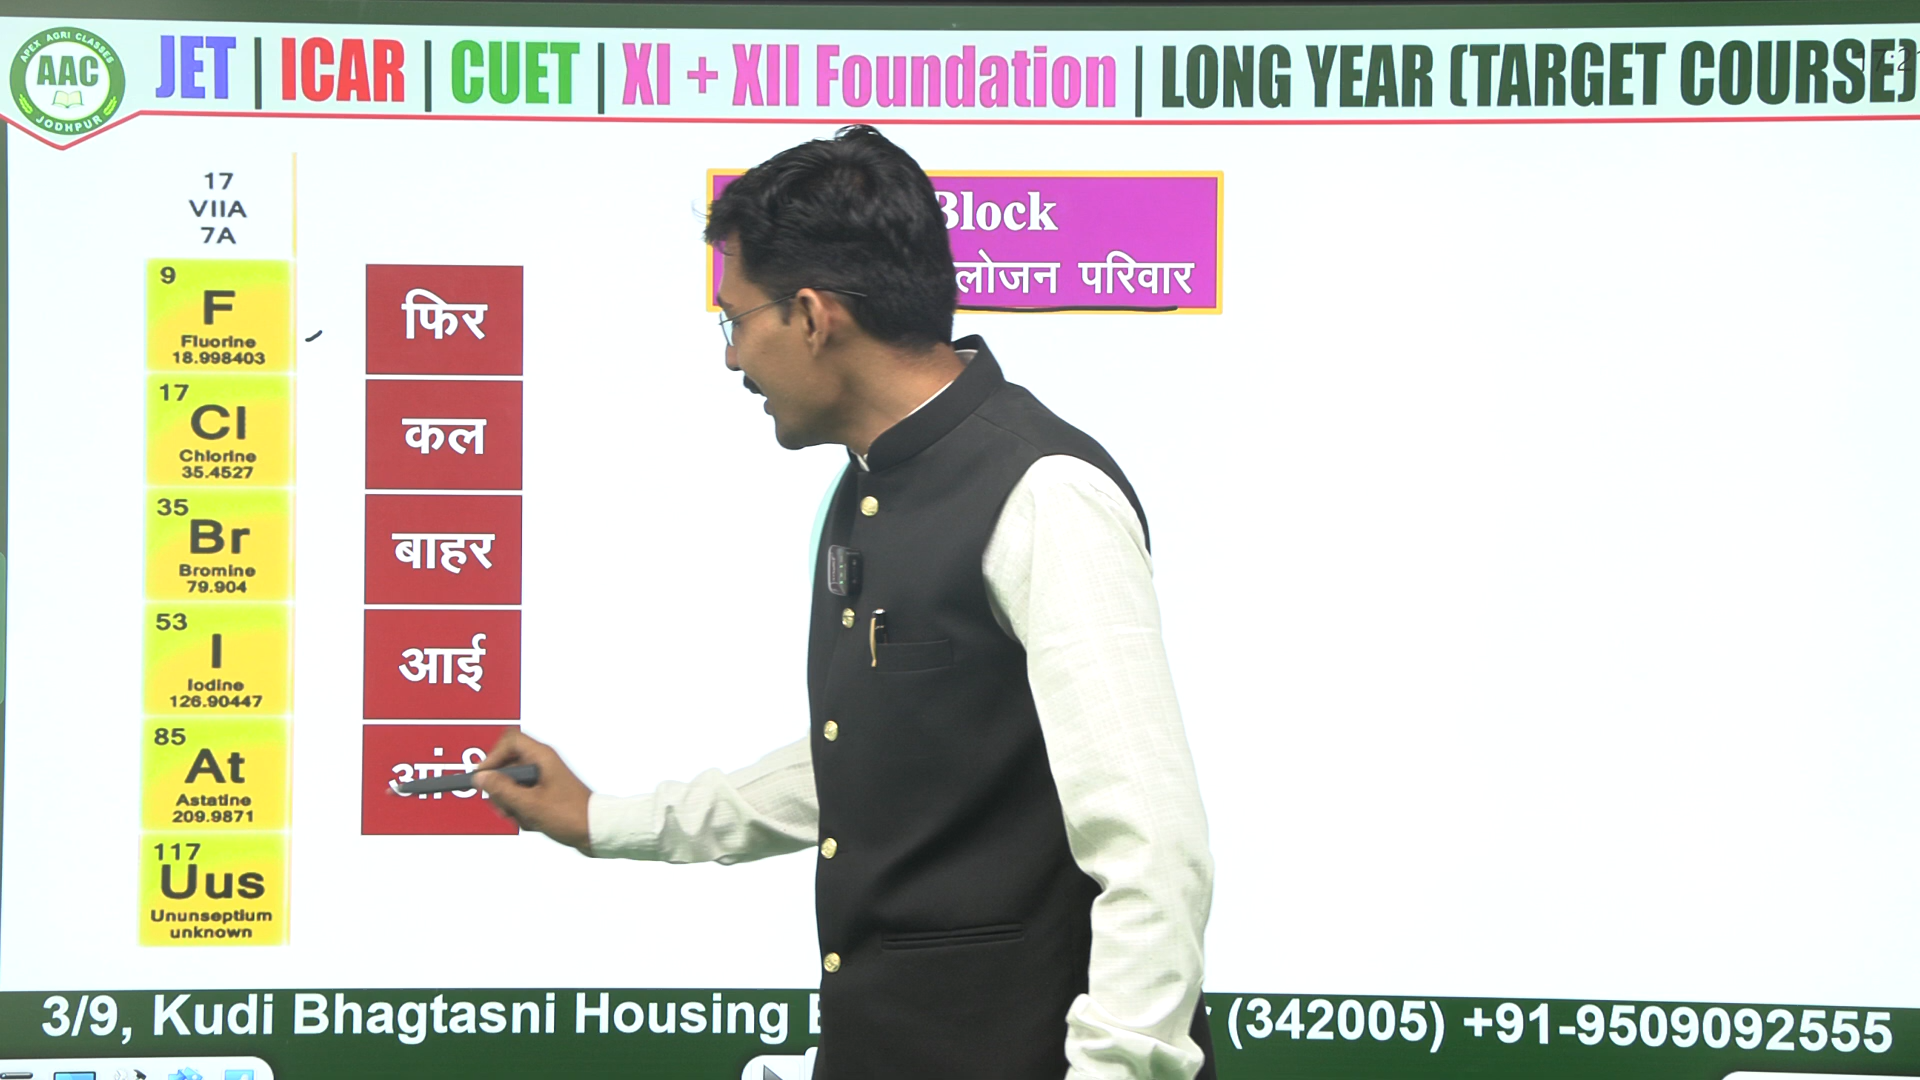 APEX AGRI CLASSES
AAC
JODHPUR
JET | ICAR | CUET | XI + XII Foundation | LONG YEAR (TARGET COURSE)
17
VIIA
7A
Block
लोजन परिवार
9
F
Fluorine
18.998403
फिर
17
Cl
Chlorine
35.4527
कल
35
Br
Bromine
79.904
बाहर
53
I
Iodine
126.90447
आई
85
At
Astatine
209.9871
117
Uus
Ununseptium
unknown
3/9, Kudi Bhagtasni Housing (342005) +91-9509092555